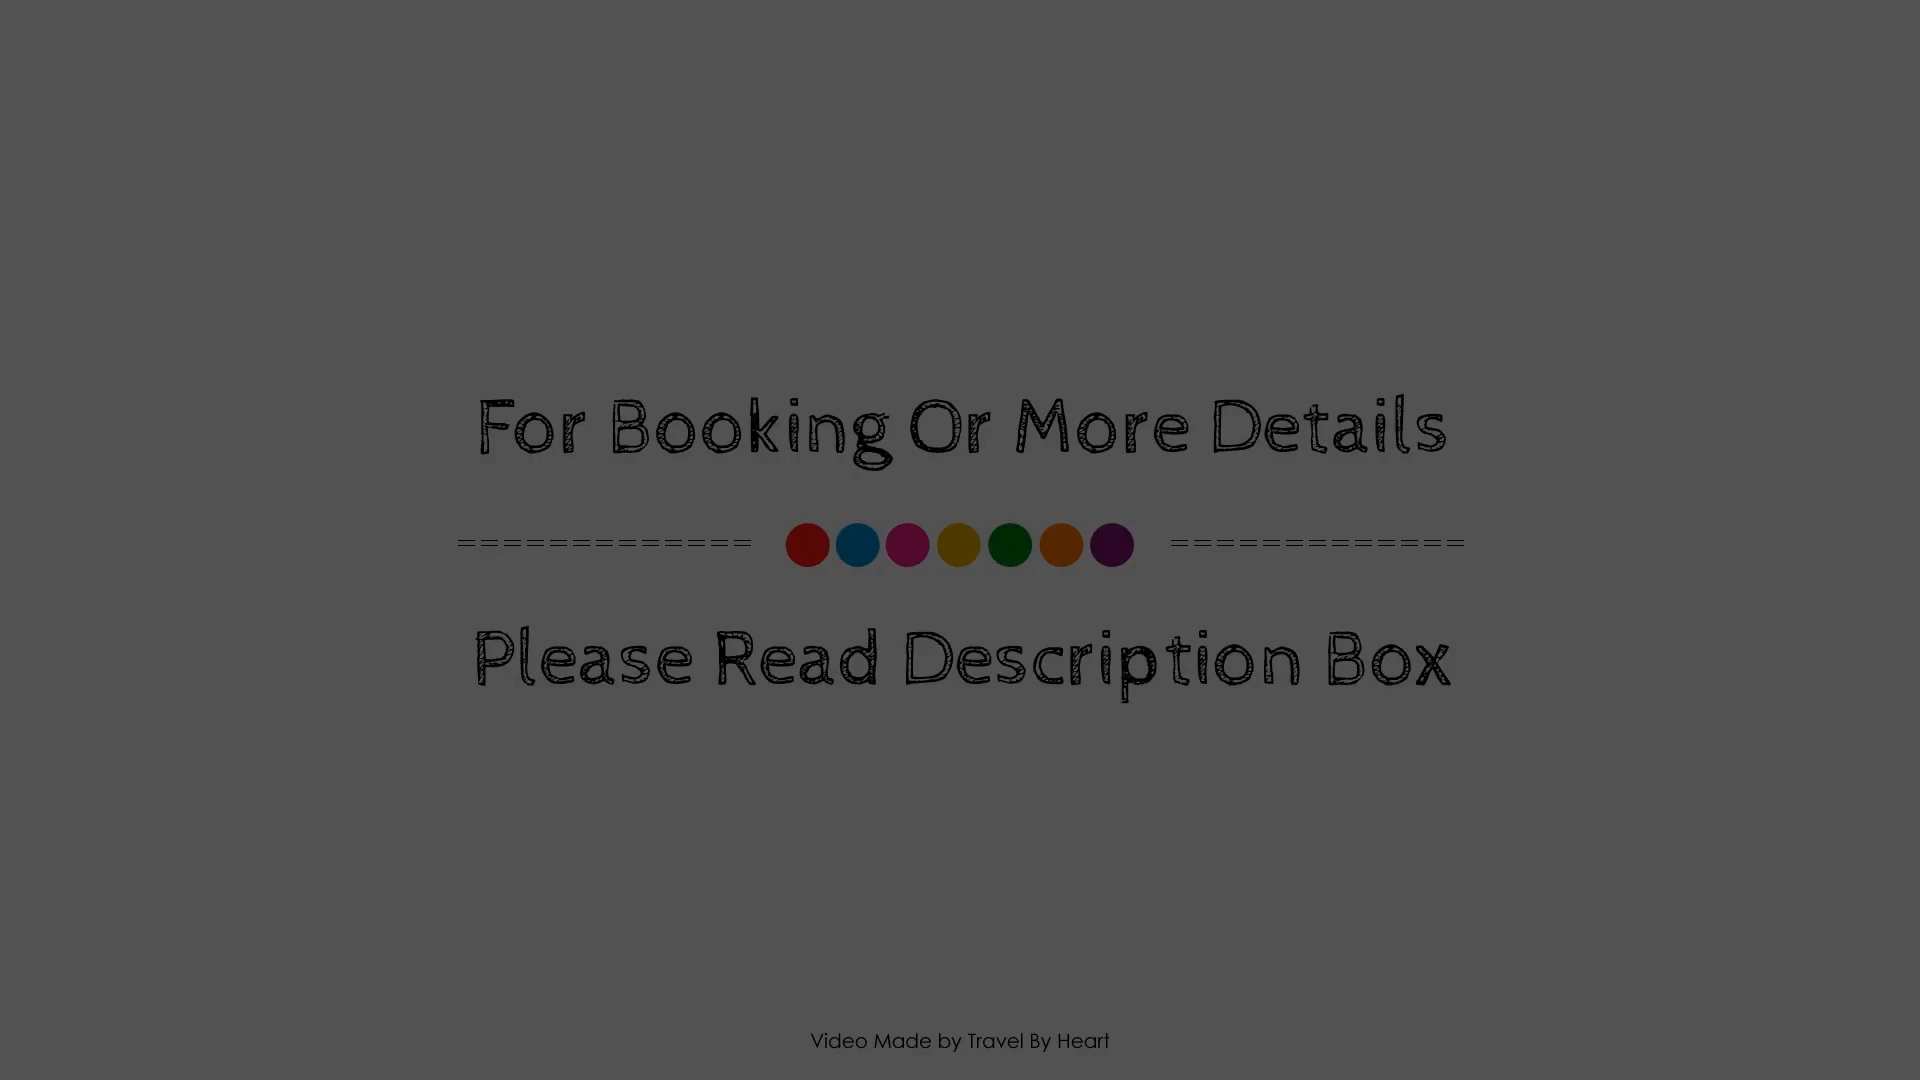 For Booking Or More Details
============= =============
Please Read Description Box
Video Made by Travel By Heart